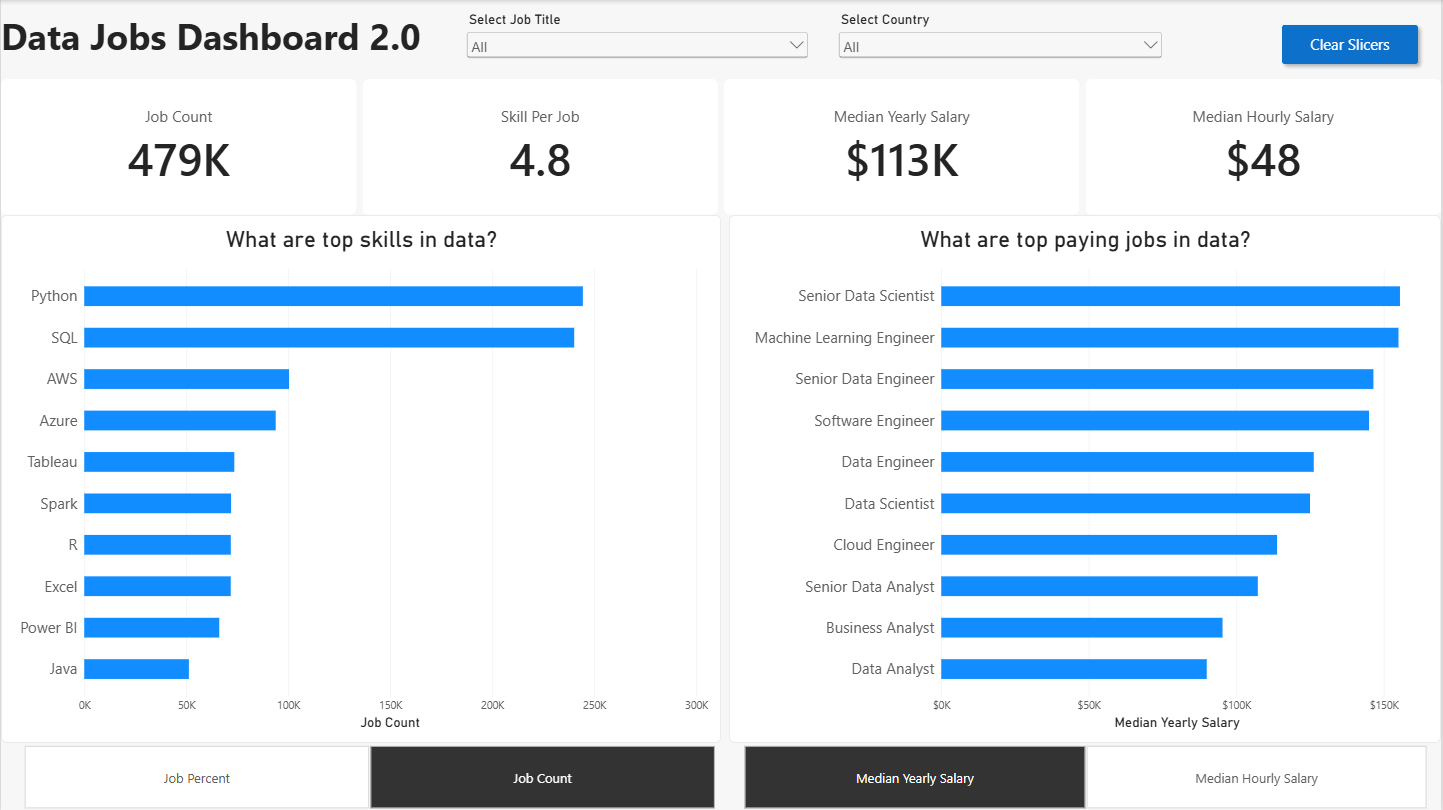 Data Jobs Dashboard 2.0
Select Job Title
All
Select Country
All
Clear Slicers
Job Count
479K
Skill Per Job
4.8
Median Yearly Salary
$113K
Median Hourly Salary
$48
What are top skills in data?
Python
SQL
AWS
Azure
Tableau
Spark
R
Excel
Power BI
Java
0K 50K 100K 150K 200K 250K 300K
Job Count
What are top paying jobs in data?
Senior Data Scientist
Machine Learning Engineer
Senior Data Engineer
Software Engineer
Data Engineer
Data Scientist
Cloud Engineer
Senior Data Analyst
Business Analyst
Data Analyst
$0K $50K $100K $150K
Median Yearly Salary
Job Percent
Job Count
Median Yearly Salary
Median Hourly Salary